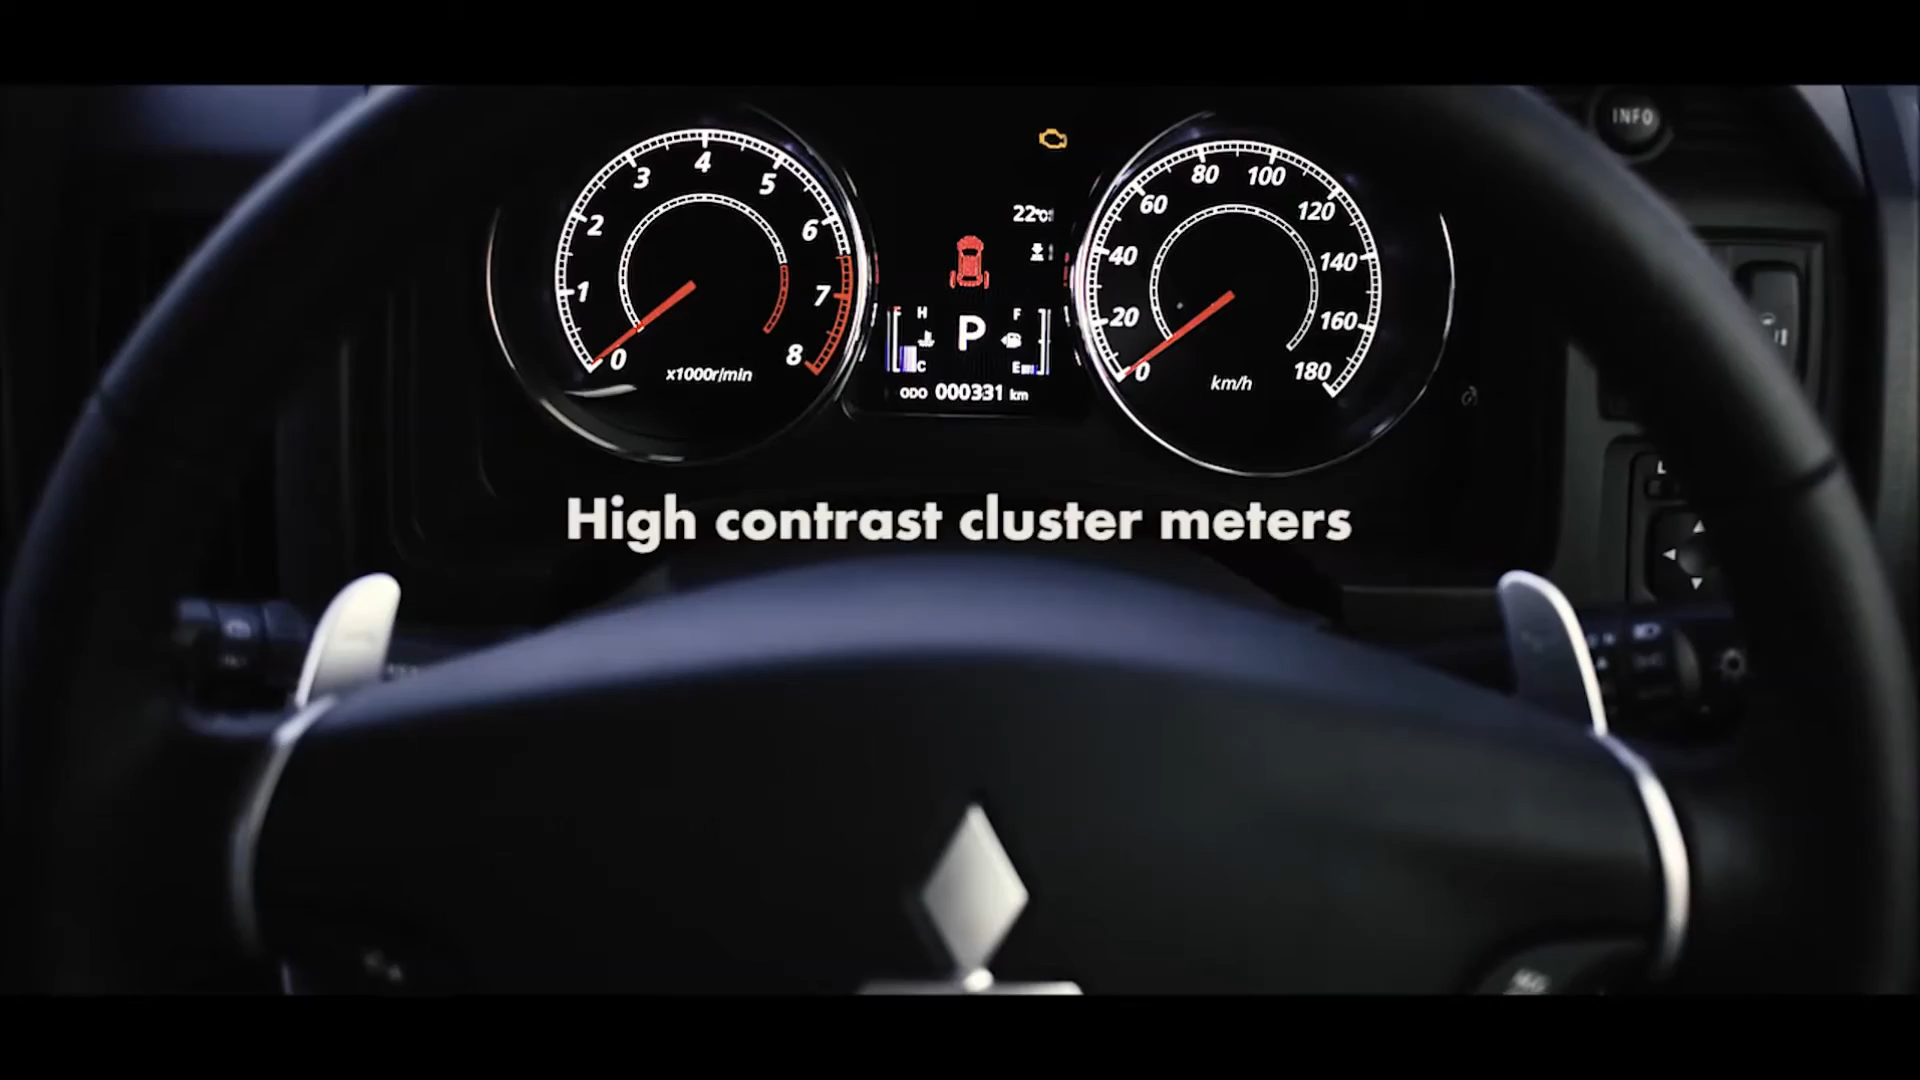 INFO
4
3
5
2
6
1
7
0
8
x1000r/min
22°C
H
F
P
C
E
ODO 000331 km
80
100
60
120
40
140
20
160
0
180
km/h
High contrast cluster meters